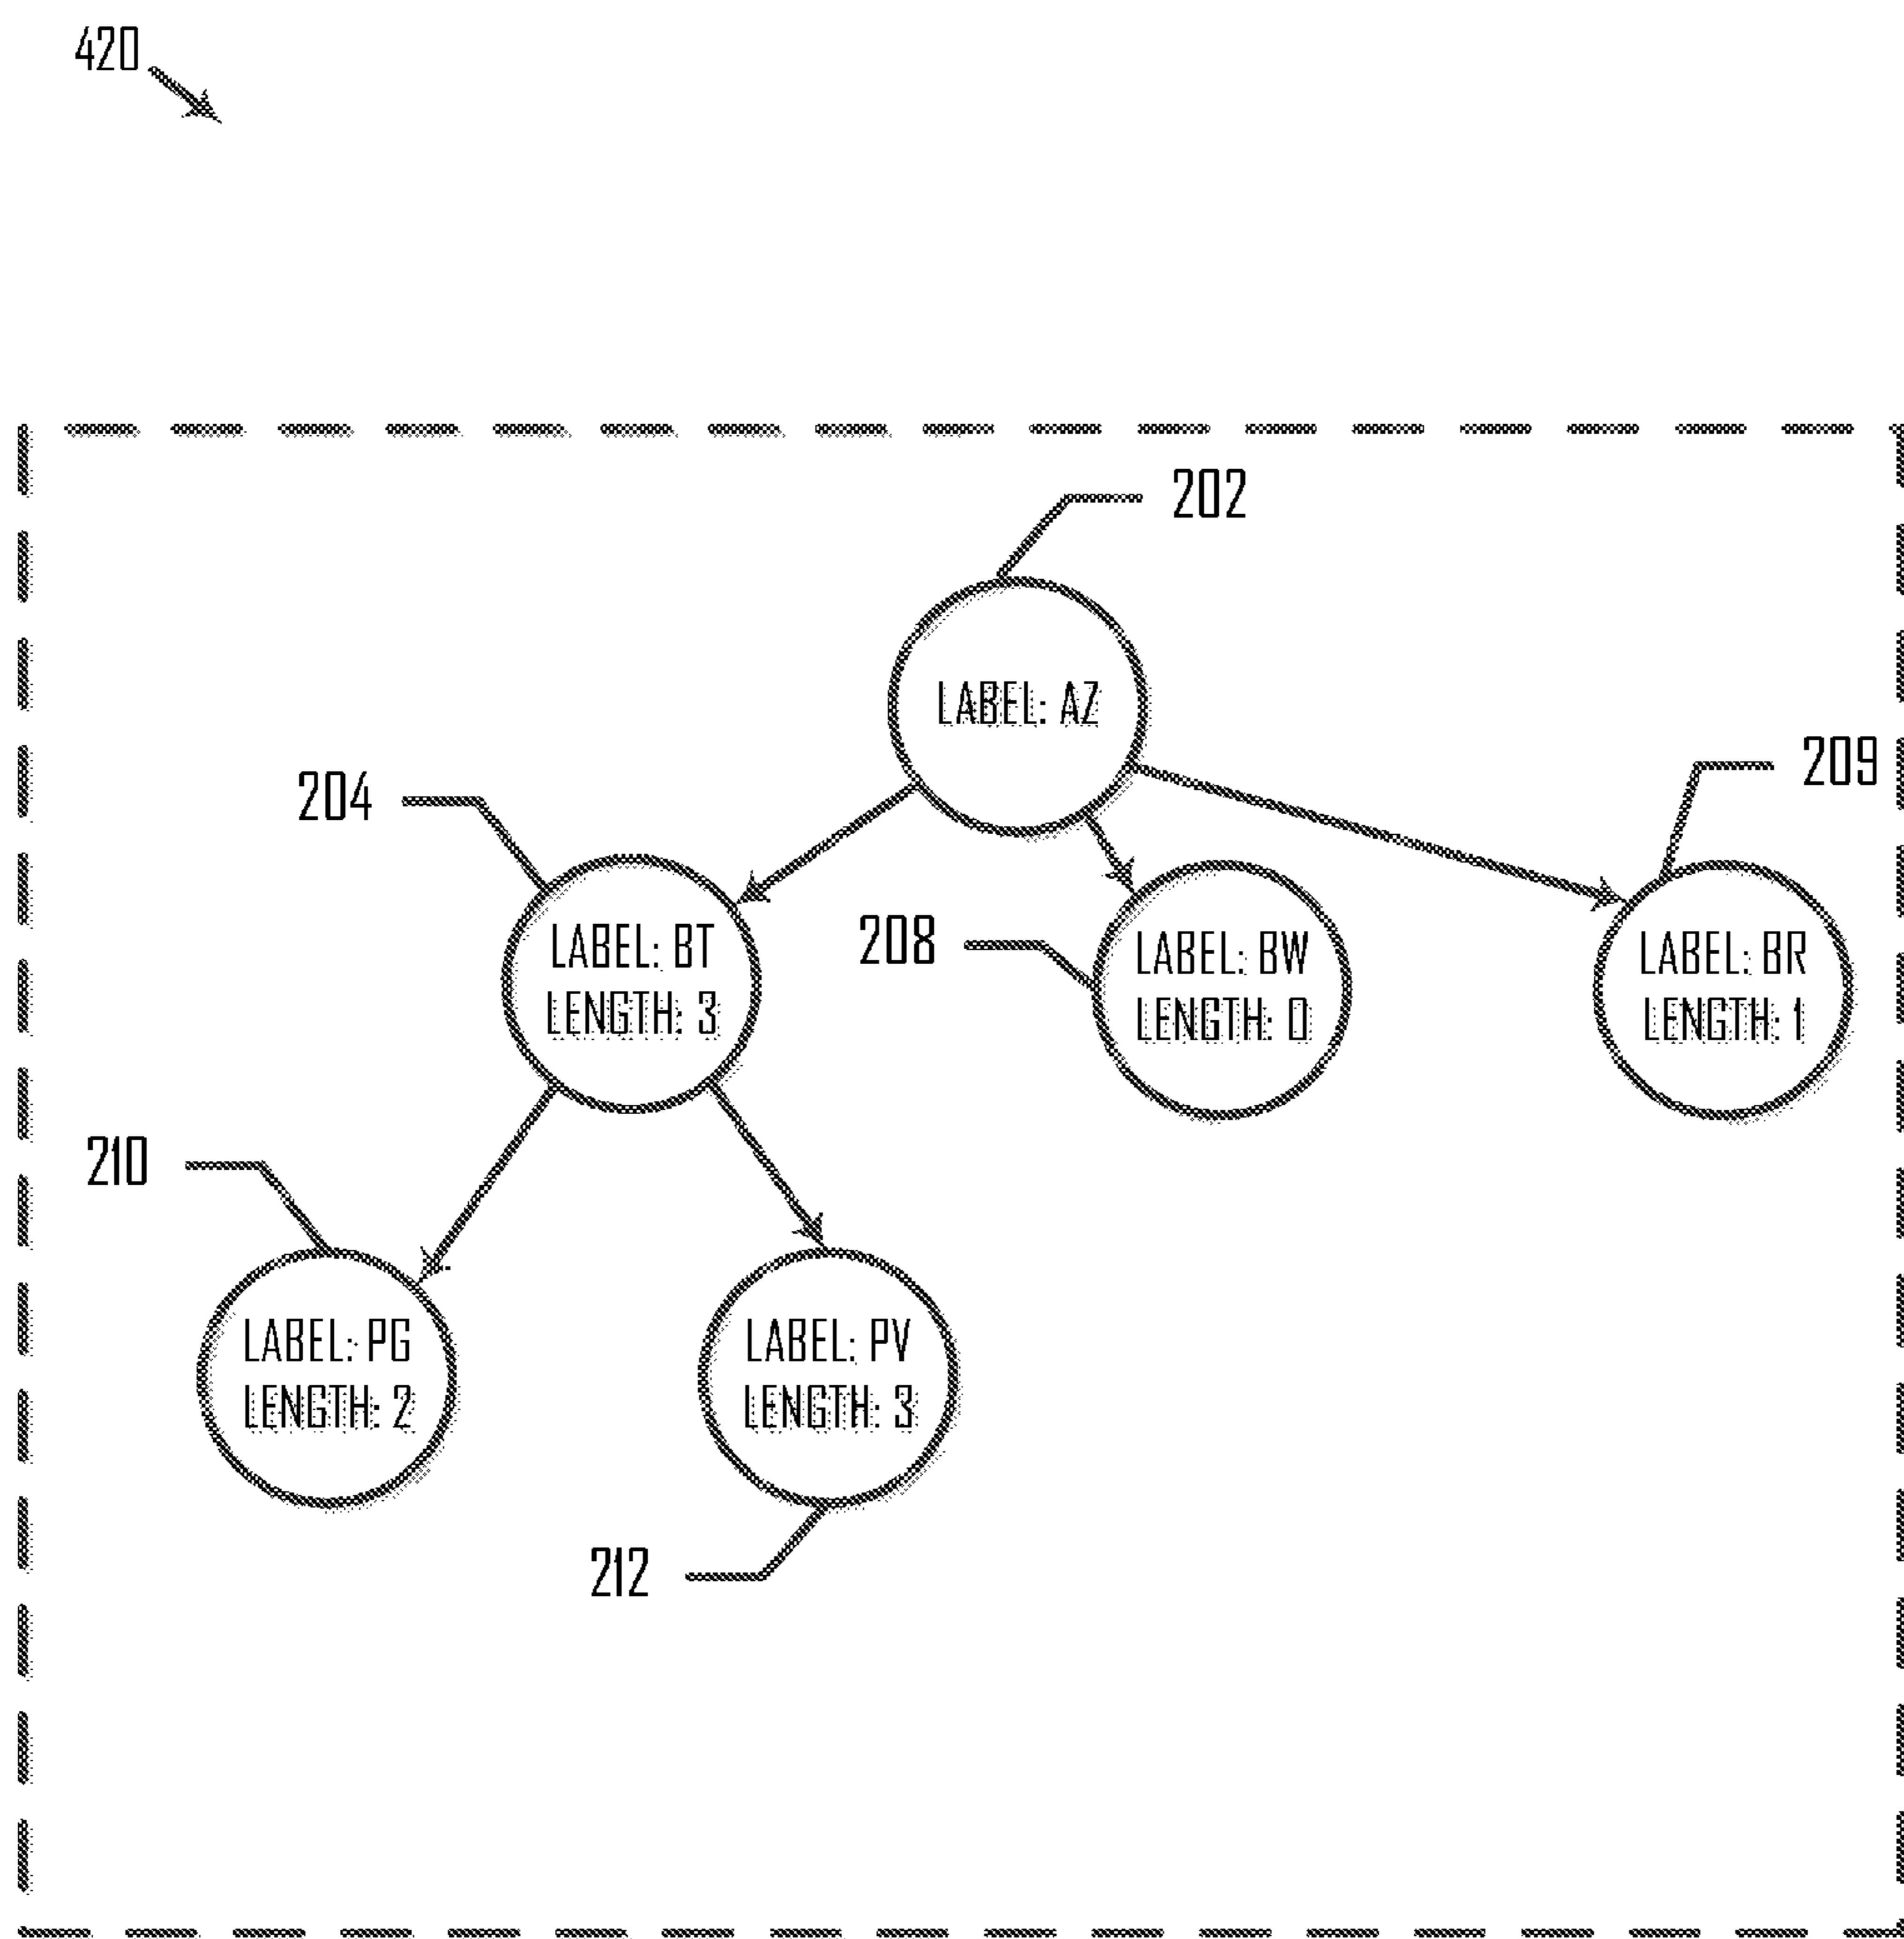 420
202
LABEL: AZ
209
204
LABEL: BT
LENGTH: 3
208
LABEL: BW
LENGTH: 0
LABEL: BR
LENGTH: 1
210
LABEL: PG
LENGTH: 2
LABEL: PV
LENGTH: 3
212